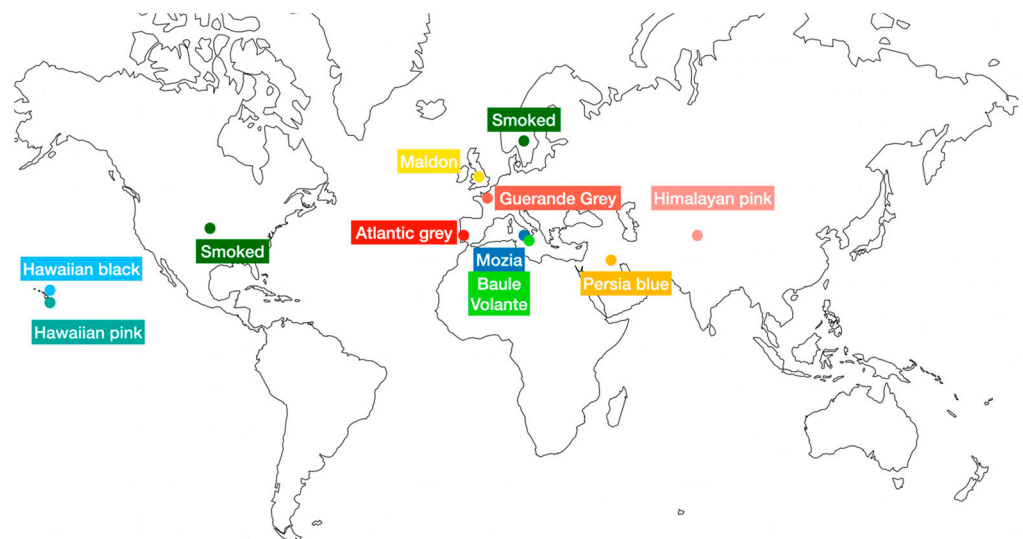 Smoked
Maldon
Guerande Grey
Himalayan pink
Atlantic grey
Smoked
Mozia
Hawaiian black
Baule
Volante
Persia blue
Hawaiian pink